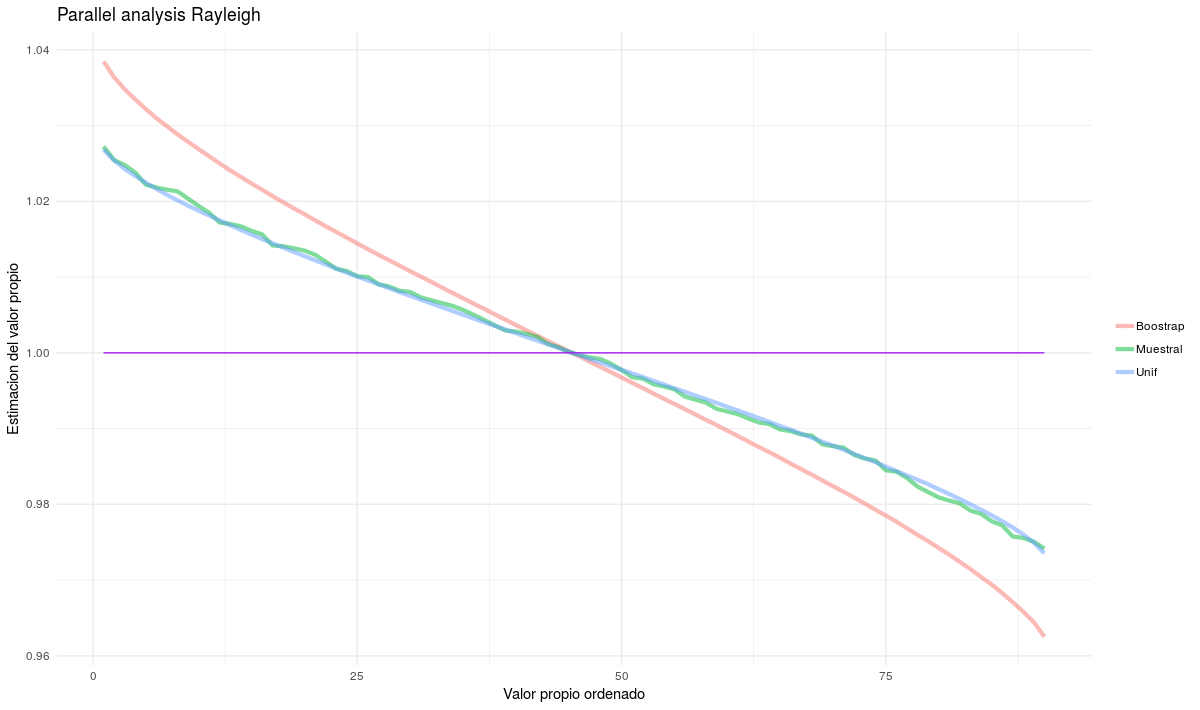 Parallel analysis Rayleigh
Estimacion del valor propio
1.04
1.02
1.00
0.98
0.96
0
25
50
75
Valor propio ordenado
Boostrap
Muestral
Unif